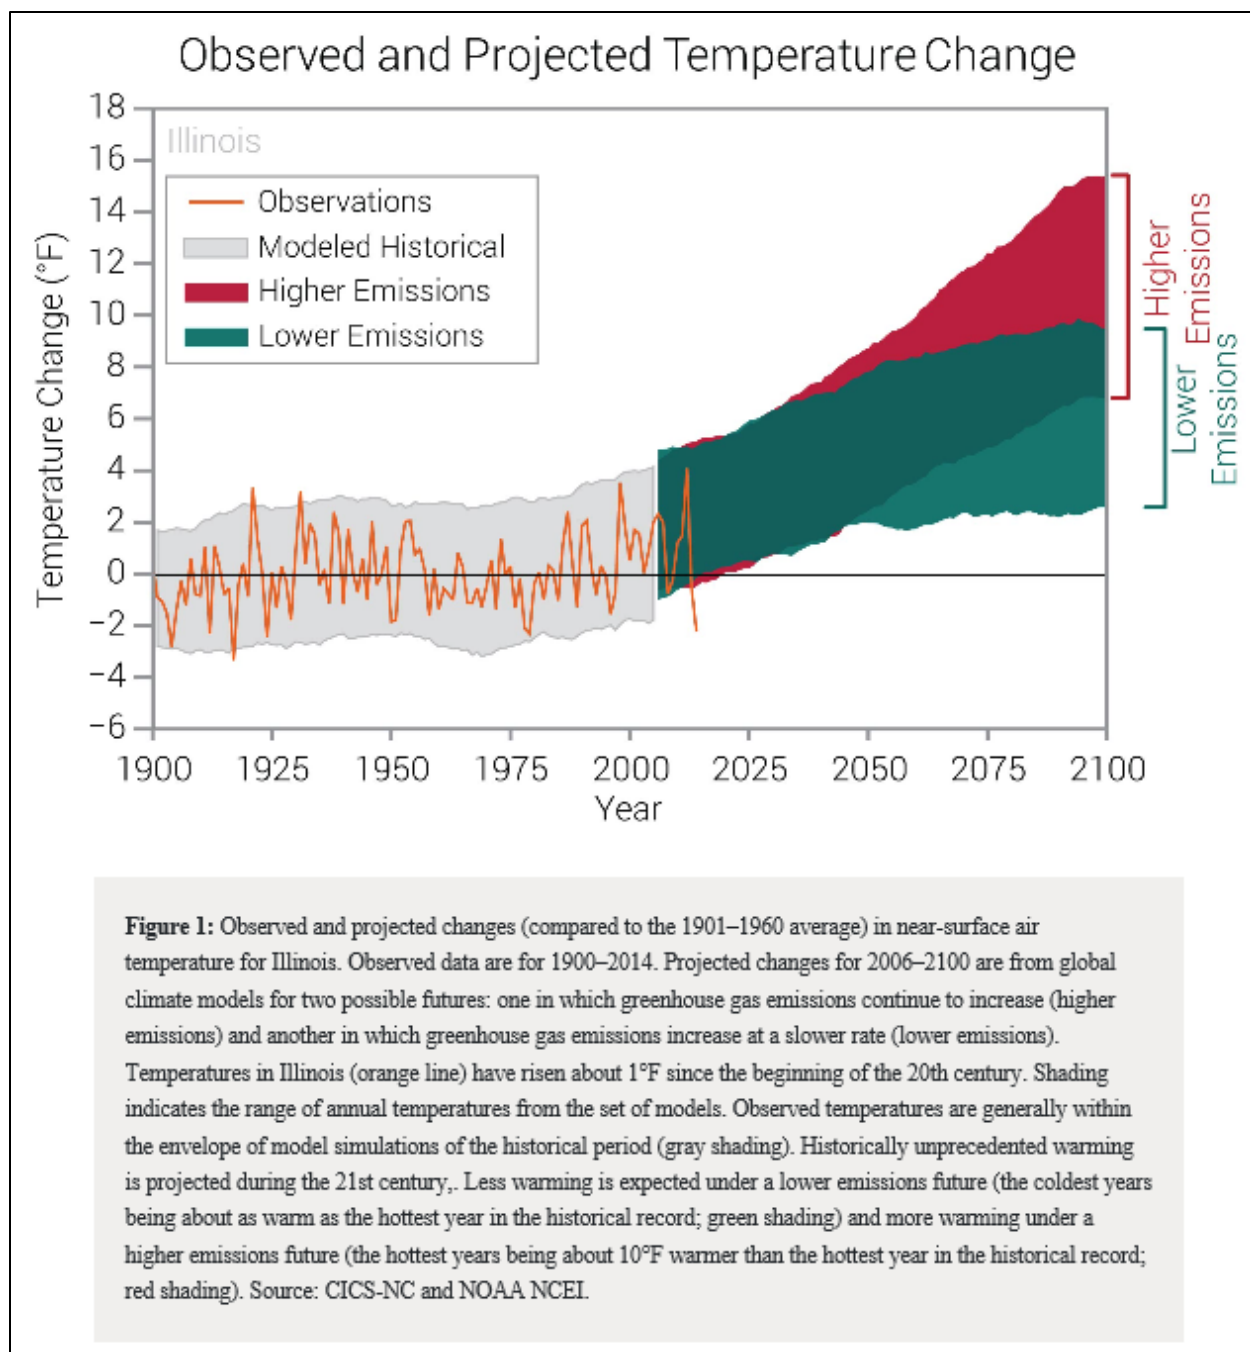 Observed and Projected Temperature Change
18
16
14
12
10
8
6
4
2
0
−2
−4
−6
Temperature Change (°F)
Illinois
Observations
Modeled Historical
Higher Emissions
Lower Emissions
Higher
Emissions
Lower
Emissions
1900 1925 1950 1975 2000 2025 2050 2075 2100
Year
Figure 1: Observed and projected changes (compared to the 1901–1960 average) in near-surface air
temperature for Illinois. Observed data are for 1900–2014. Projected changes for 2006–2100 are from global
climate models for two possible futures: one in which greenhouse gas emissions continue to increase (higher
emissions) and another in which greenhouse gas emissions increase at a slower rate (lower emissions).
Temperatures in Illinois (orange line) have risen about 1°F since the beginning of the 20th century. Shading
indicates the range of annual temperatures from the set of models. Observed temperatures are generally within
the envelope of model simulations of the historical period (gray shading). Historically unprecedented warming
is projected during the 21st century,. Less warming is expected under a lower emissions future (the coldest years
being about as warm as the hottest year in the historical record; green shading) and more warming under a
higher emissions future (the hottest years being about 10°F warmer than the hottest year in the historical record;
red shading). Source: CICS-NC and NOAA NCEI.